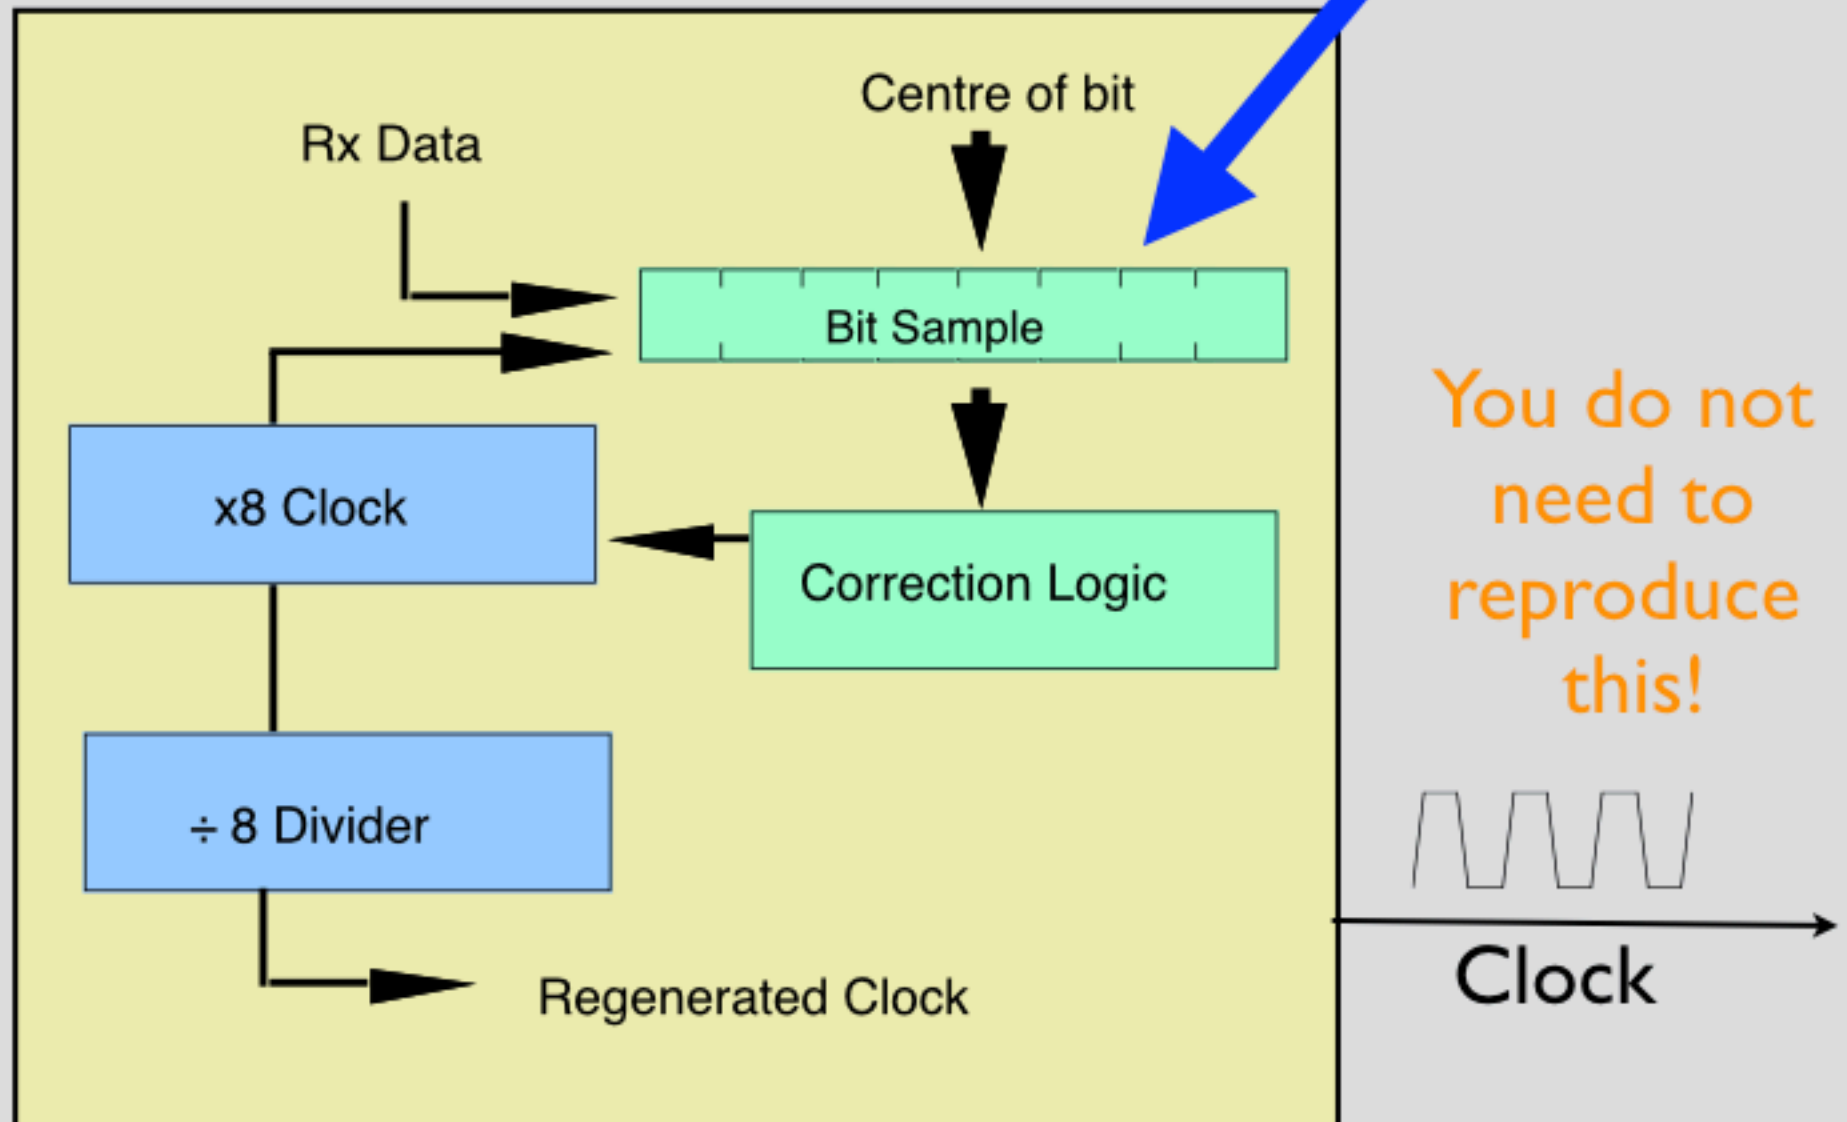 Centre of bit
Rx Data
Bit Sample
x8 Clock
Correction Logic
÷ 8 Divider
Regenerated Clock
You do not
need to
reproduce
this!
Clock